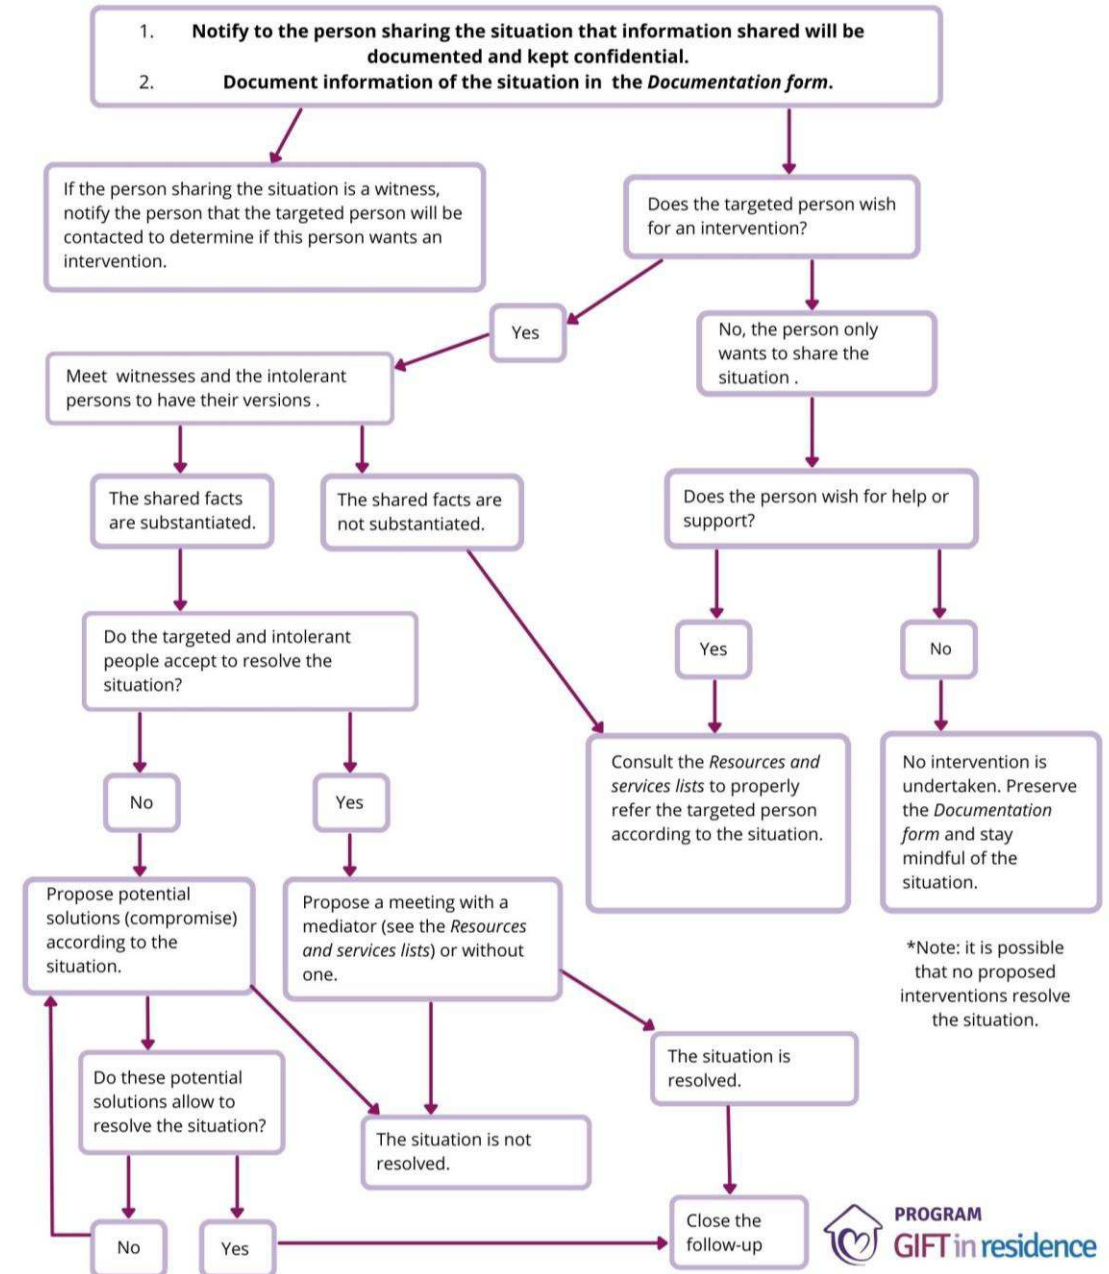 1. Notify to the person sharing the situation that information shared will be
documented and kept confidential.
2. Document information of the situation in the Documentation form.
If the person sharing the situation is a witness,
notify the person that the targeted person will be
contacted to determine if this person wants an
intervention.
Does the targeted person wish
for an intervention?
Yes
No, the person only
wants to share the
situation .
Meet witnesses and the intolerant
persons to have their versions .
The shared facts
are substantiated.
The shared facts are
not substantiated.
Does the person wish for help or
support?
Do the targeted and intolerant
people accept to resolve the
situation?
Yes
No
No
Yes
Consult the Resources and
services lists to properly
refer the targeted person
according to the situation.
No intervention is
undertaken. Preserve
the Documentation
form and stay
mindful of the
situation.
Propose potential
solutions (compromise)
according to the
situation.
Propose a meeting with a
mediator (see the Resources
and services lists) or without
one.
*Note: it is possible
that no proposed
interventions resolve
the situation.
Do these potential
solutions allow to
resolve the situation?
The situation is
resolved.
The situation is not
resolved.
No
Yes
Close the
follow-up
PROGRAM
GIFT in residence